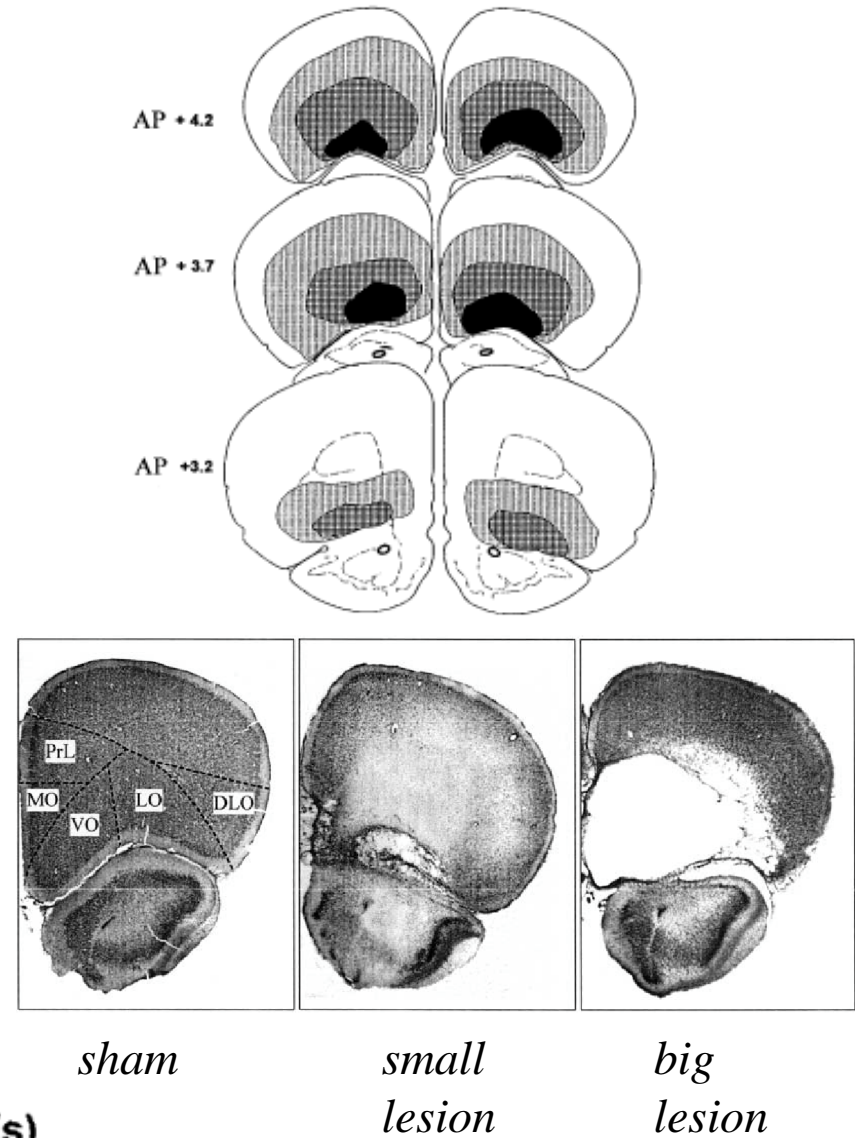 AP + 4.2
AP + 3.7
AP +3.2
PrL
MO
VO
LO
DLO
sham
small
lesion
big
lesion
s)